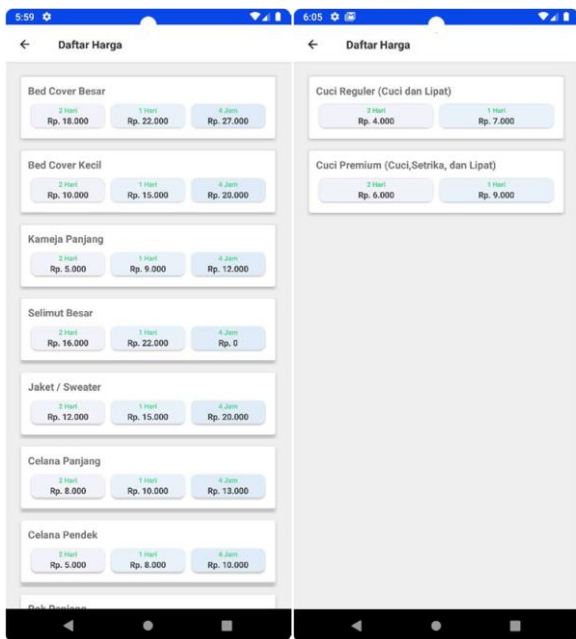 5:59
Daftar Harga
Bed Cover Besar
2 Hari 1 Hari 4 Jam
Rp. 18.000 Rp. 22.000 Rp. 27.000
Bed Cover Kecil
2 Hari 1 Hari 4 Jam
Rp. 10.000 Rp. 15.000 Rp. 20.000
Kameja Panjang
2 Hari 1 Hari 4 Jam
Rp. 5.000 Rp. 9.000 Rp. 12.000
Selimut Besar
2 Hari 1 Hari 4 Jam
Rp. 16.000 Rp. 22.000 Rp. 0
Jaket / Sweater
2 Hari 1 Hari 4 Jam
Rp. 12.000 Rp. 15.000 Rp. 20.000
Celana Panjang
2 Hari 1 Hari 4 Jam
Rp. 8.000 Rp. 10.000 Rp. 13.000
Celana Pendek
2 Hari 1 Hari 4 Jam
Rp. 5.000 Rp. 8.000 Rp. 10.000
Rok Panjang
6:05
Daftar Harga
Cuci Reguler (Cuci dan Lipat)
2 Hari 1 Hari
Rp. 4.000 Rp. 7.000
Cuci Premium (Cuci,Setrika, dan Lipat)
2 Hari 1 Hari
Rp. 6.000 Rp. 9.000